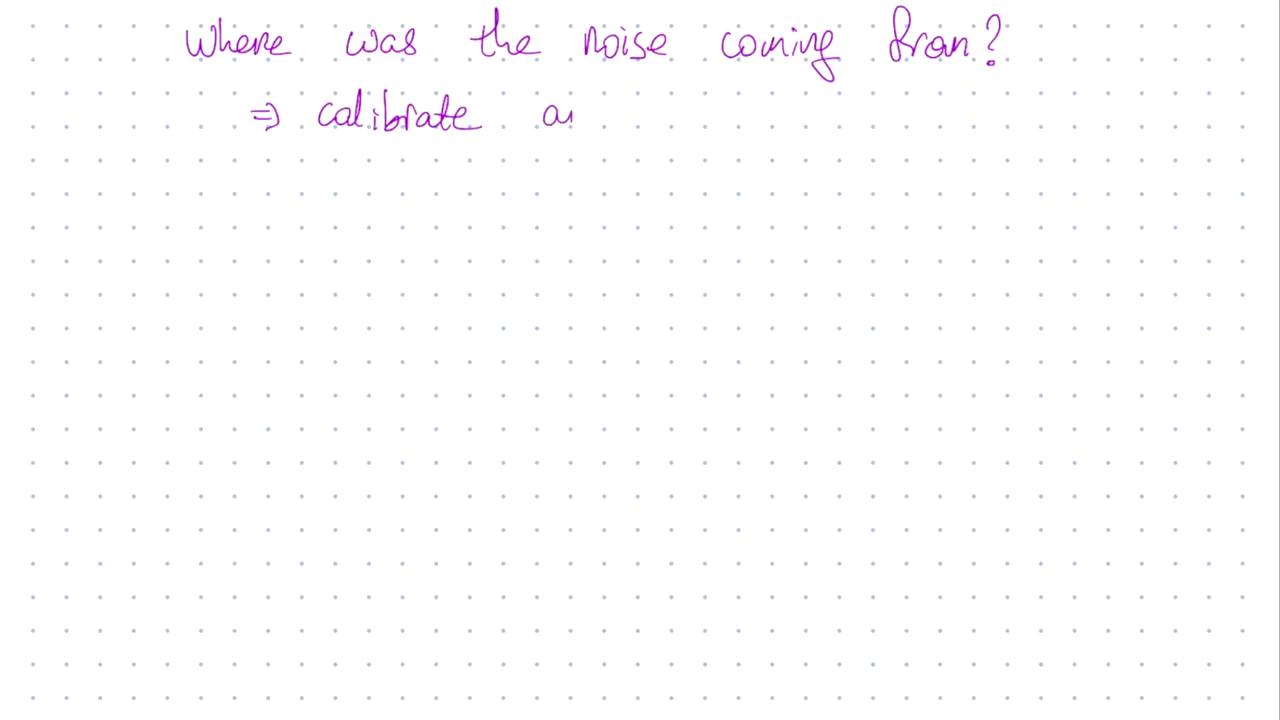 Where was the noise coming from?
⇒ calibrate